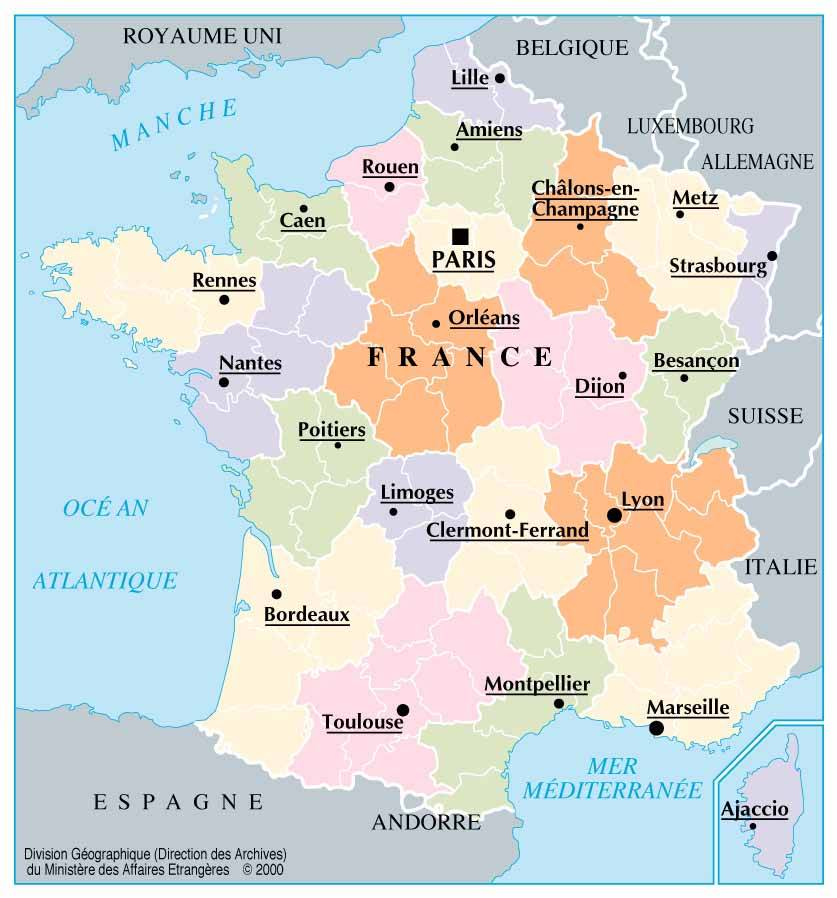 ROYAUME UNI
BELGIQUE
Lille
MANCHE
Amiens
LUXEMBOURG
ALLEMAGNE
Rouen
Châlons-en-
Champagne
Metz
Caen
PARIS
Strasbourg
Rennes
Orléans
FRANCE
Nantes
Dijon
Besançon
SUISSE
Poitiers
Limoges
Lyon
OCÉAN
Clermont-Ferrand
ATLANTIQUE
ITALIE
Bordeaux
Montpellier
Marseille
Toulouse
MER
MÉDITERRANÉE
ESPAGNE
ANDORRE
Ajaccio
Division Géographique (Direction des Archives)
du Ministère des Affaires Etrangères © 2000